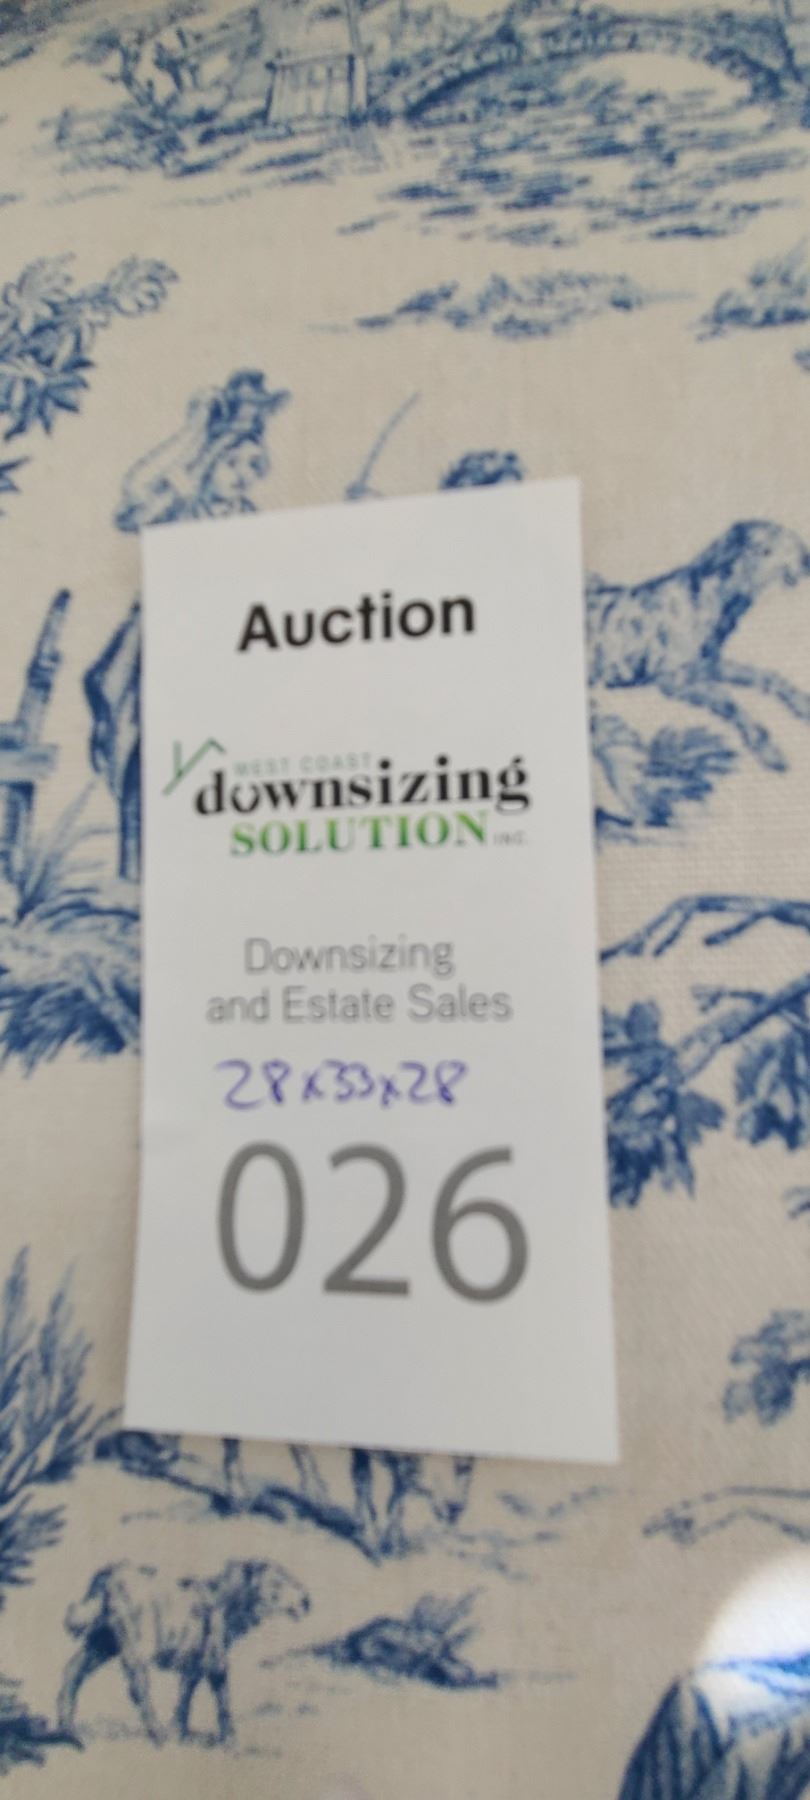 Auction
WEST COAST
downsizing
SOLUTION INC.
Downsizing
and Estate Sales
28x33x28
026